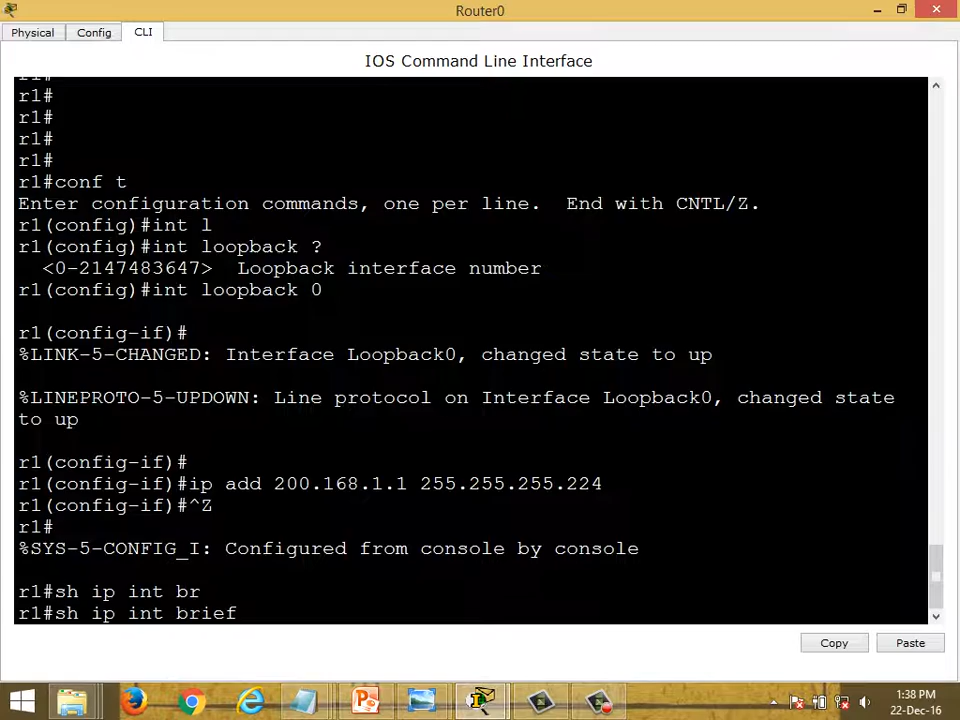 Router0
Physical
Config
CLI
IOS Command Line Interface
r1#
r1#
r1#
r1#
r1#
r1#conf t
Enter configuration commands, one per line.  End with CNTL/Z.
r1(config)#int l
r1(config)#int loopback ?
  <0-2147483647>  Loopback interface number
r1(config)#int loopback 0
r1(config-if)#
%LINK-5-CHANGED: Interface Loopback0, changed state to up
%LINEPROTO-5-UPDOWN: Line protocol on Interface Loopback0, changed state
to up
r1(config-if)#
r1(config-if)#ip add 200.168.1.1 255.255.255.224
r1(config-if)#^Z
r1#
%SYS-5-CONFIG_I: Configured from console by console
r1#sh ip int br
r1#sh ip int brief
Copy
Paste
1:38 PM
22-Dec-16